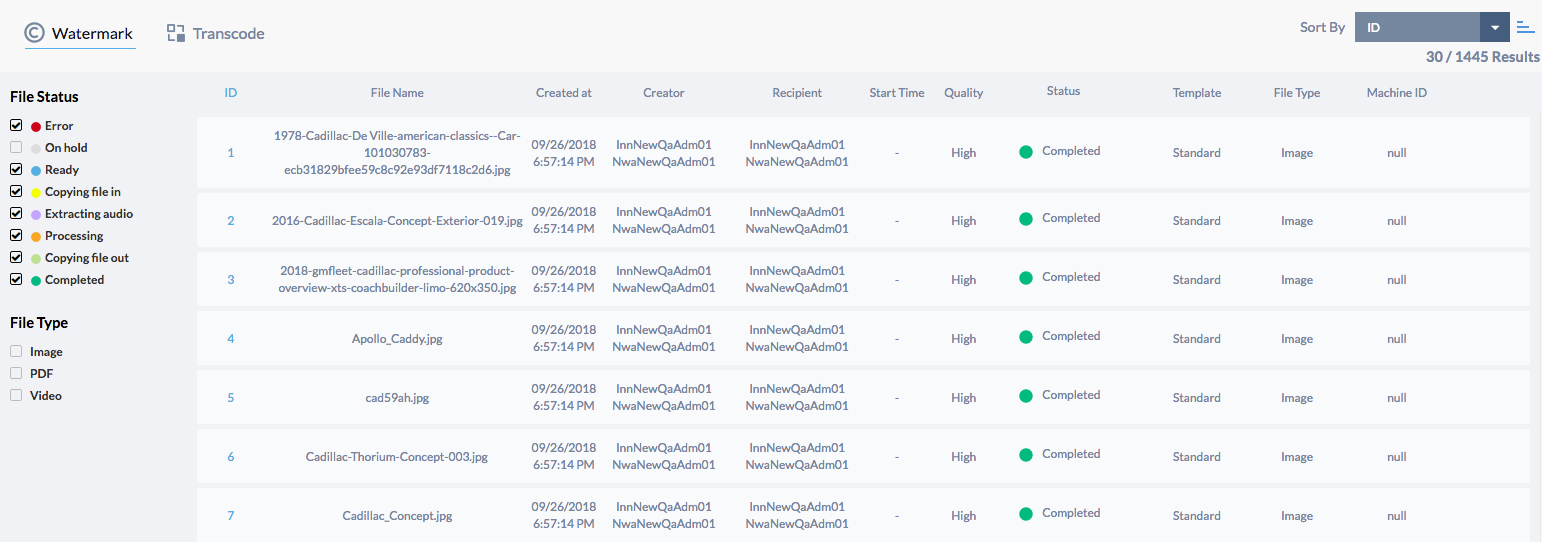 Watermark Transcode Sort By ID
30 / 1445 Results
File Status
Error
On hold
Ready
Copying file in
Extracting audio
Processing
Copying file out
Completed
File Type
Image
PDF
Video
ID File Name Created at Creator Recipient Start Time Quality Status Template File Type Machine ID
1 1978-Cadillac-De Ville-american-classics--Car-
101030783-
ecb31829bfee59c8c92e93df7118c2d6.jpg
09/26/2018
6:57:14 PM
InnNewQaAdm01
NwaNewQaAdm01
InnNewQaAdm01
NwaNewQaAdm01
- High Completed Standard Image null
2 2016-Cadillac-Escala-Concept-Exterior-019.jpg
09/26/2018
6:57:14 PM
InnNewQaAdm01
NwaNewQaAdm01
InnNewQaAdm01
NwaNewQaAdm01
- High Completed Standard Image null
3 2018-gmfleet-cadillac-professional-product-
overview-xts-coachbuilder-limo-620x350.jpg
09/26/2018
6:57:14 PM
InnNewQaAdm01
NwaNewQaAdm01
InnNewQaAdm01
NwaNewQaAdm01
- High Completed Standard Image null
4 Apollo_Caddy.jpg
09/26/2018
6:57:14 PM
InnNewQaAdm01
NwaNewQaAdm01
InnNewQaAdm01
NwaNewQaAdm01
- High Completed Standard Image null
5 cad59ah.jpg
09/26/2018
6:57:14 PM
InnNewQaAdm01
NwaNewQaAdm01
InnNewQaAdm01
NwaNewQaAdm01
- High Completed Standard Image null
6 Cadillac-Thorium-Concept-003.jpg
09/26/2018
6:57:14 PM
InnNewQaAdm01
NwaNewQaAdm01
InnNewQaAdm01
NwaNewQaAdm01
- High Completed Standard Image null
7 Cadillac_Concept.jpg
09/26/2018
6:57:14 PM
InnNewQaAdm01
NwaNewQaAdm01
InnNewQaAdm01
NwaNewQaAdm01
- High Completed Standard Image null